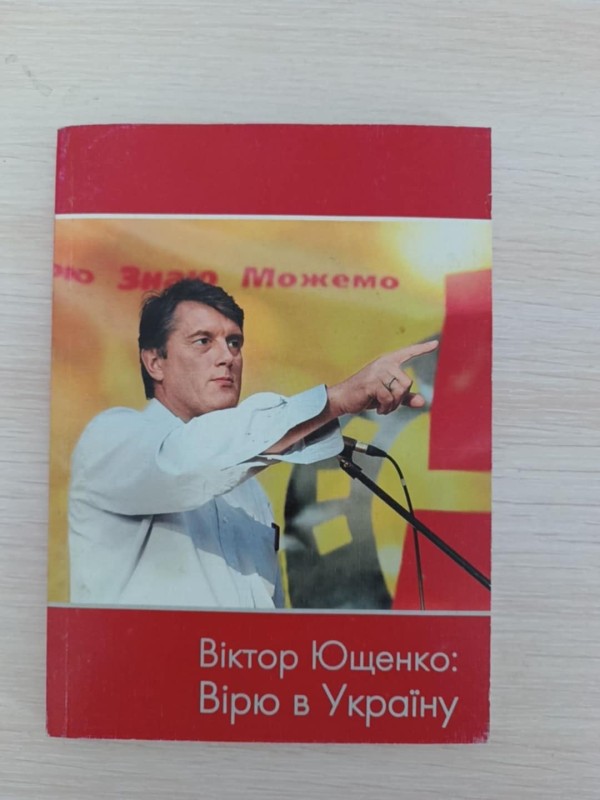 Знаю Можемо
Віктор Ющенко:
Вірю в Україну